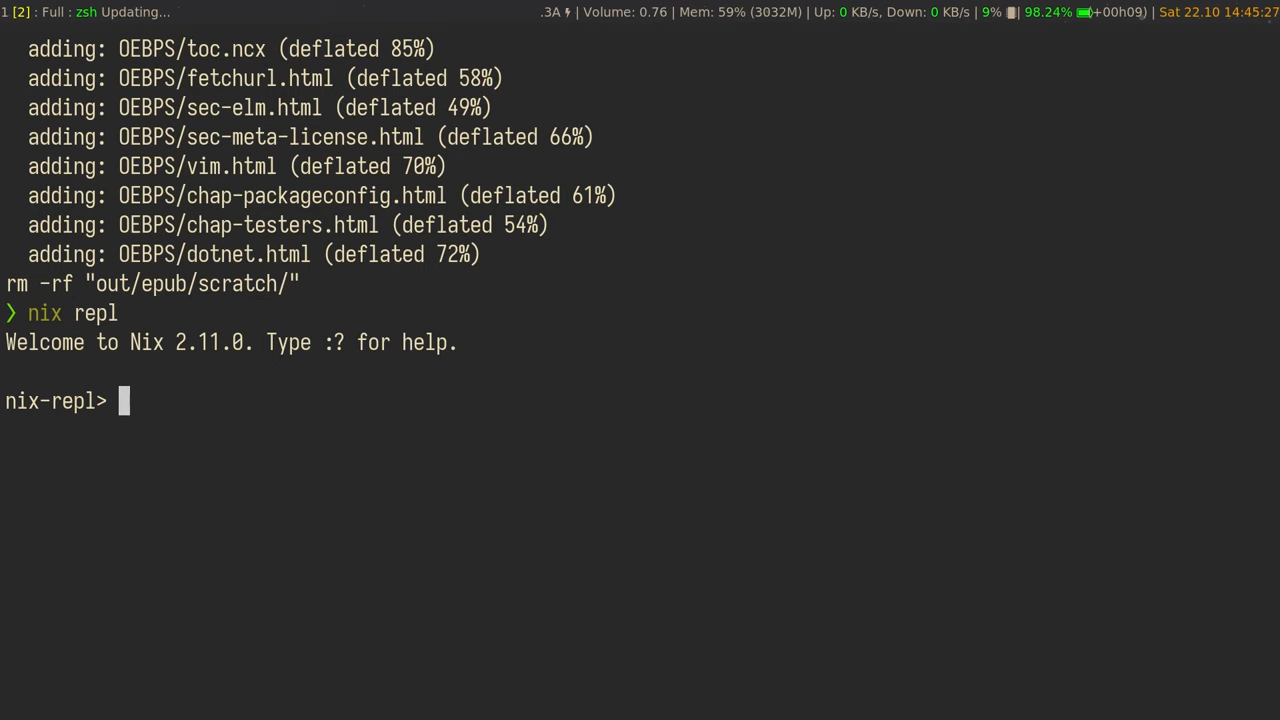 1 [2] : Full : zsh Updating... .3A | Volume: 0.76 | Mem: 59% (3032M) | Up: 0 KB/s, Down: 0 KB/s | 9% | 98.24% +00h09) | Sat 22.10 14:45:27
adding: OEBPS/toc.ncx (deflated 85%)
adding: OEBPS/fetchurl.html (deflated 58%)
adding: OEBPS/sec-elm.html (deflated 49%)
adding: OEBPS/sec-meta-license.html (deflated 66%)
adding: OEBPS/vim.html (deflated 70%)
adding: OEBPS/chap-packageconfig.html (deflated 61%)
adding: OEBPS/chap-testers.html (deflated 54%)
adding: OEBPS/dotnet.html (deflated 72%)
rm -rf "out/epub/scratch/"
❯ nix repl
Welcome to Nix 2.11.0. Type :? for help.
nix-repl>